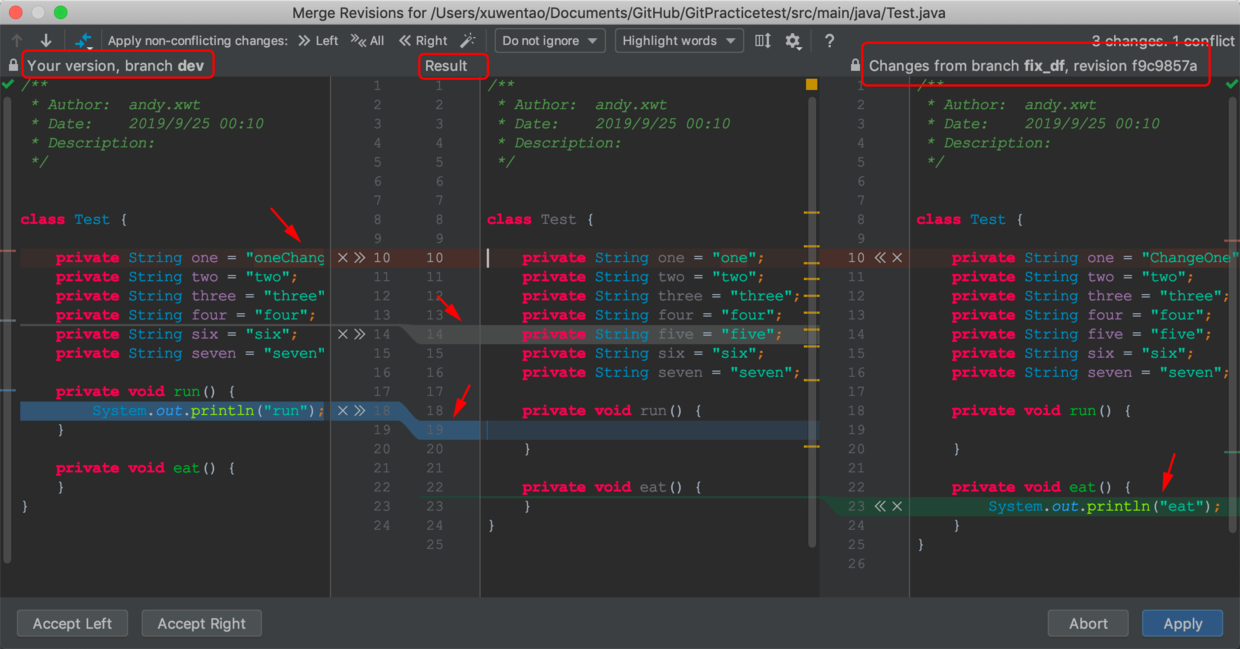 Merge Revisions for /Users/xuwentao/Documents/GitHub/GitPracticetest/src/main/java/Test.java
Apply non-conflicting changes: Left All Right Do not ignore Highlight words ? 3 changes. 1 conflict
Your version, branch dev
Result
Changes from branch fix_df, revision f9c9857a
/**
* Author: andy.xwt
* Date: 2019/9/25 00:10
* Description:
*/
class Test {
private String one = "oneChang
private String two = "two";
private String three = "three"
private String four = "four";
private String six = "six";
private String seven = "seven"
private void run() {
System.out.println("run");
}
private void eat() {
}
}
1
2
3
4
5
6
7
8
9
10
11
12
13
14
15
16
17
18
19
20
21
22
23
24
1
2
3
4
5
6
7
8
9
10
11
12
13
14
15
16
17
18
19
20
21
22
23
24
25
/**
* Author: andy.xwt
* Date: 2019/9/25 00:10
* Description:
*/
class Test {
private String one = "one";
private String two = "two";
private String three = "three";
private String four = "four";
private String five = "five";
private String six = "six";
private String seven = "seven";
private void run() {
}
private void eat() {
}
}
1
2
3
4
5
6
7
8
9
10
11
12
13
14
15
16
17
18
19
20
21
22
23
24
25
26
/**
* Author: andy.xwt
* Date: 2019/9/25 00:10
* Description:
*/
class Test {
private String one = "ChangeOne"
private String two = "two";
private String three = "three";
private String four = "four";
private String five = "five";
private String six = "six";
private String seven = "seven";
private void run() {
}
private void eat() {
System.out.println("eat");
}
}
Accept Left Accept Right Abort Apply